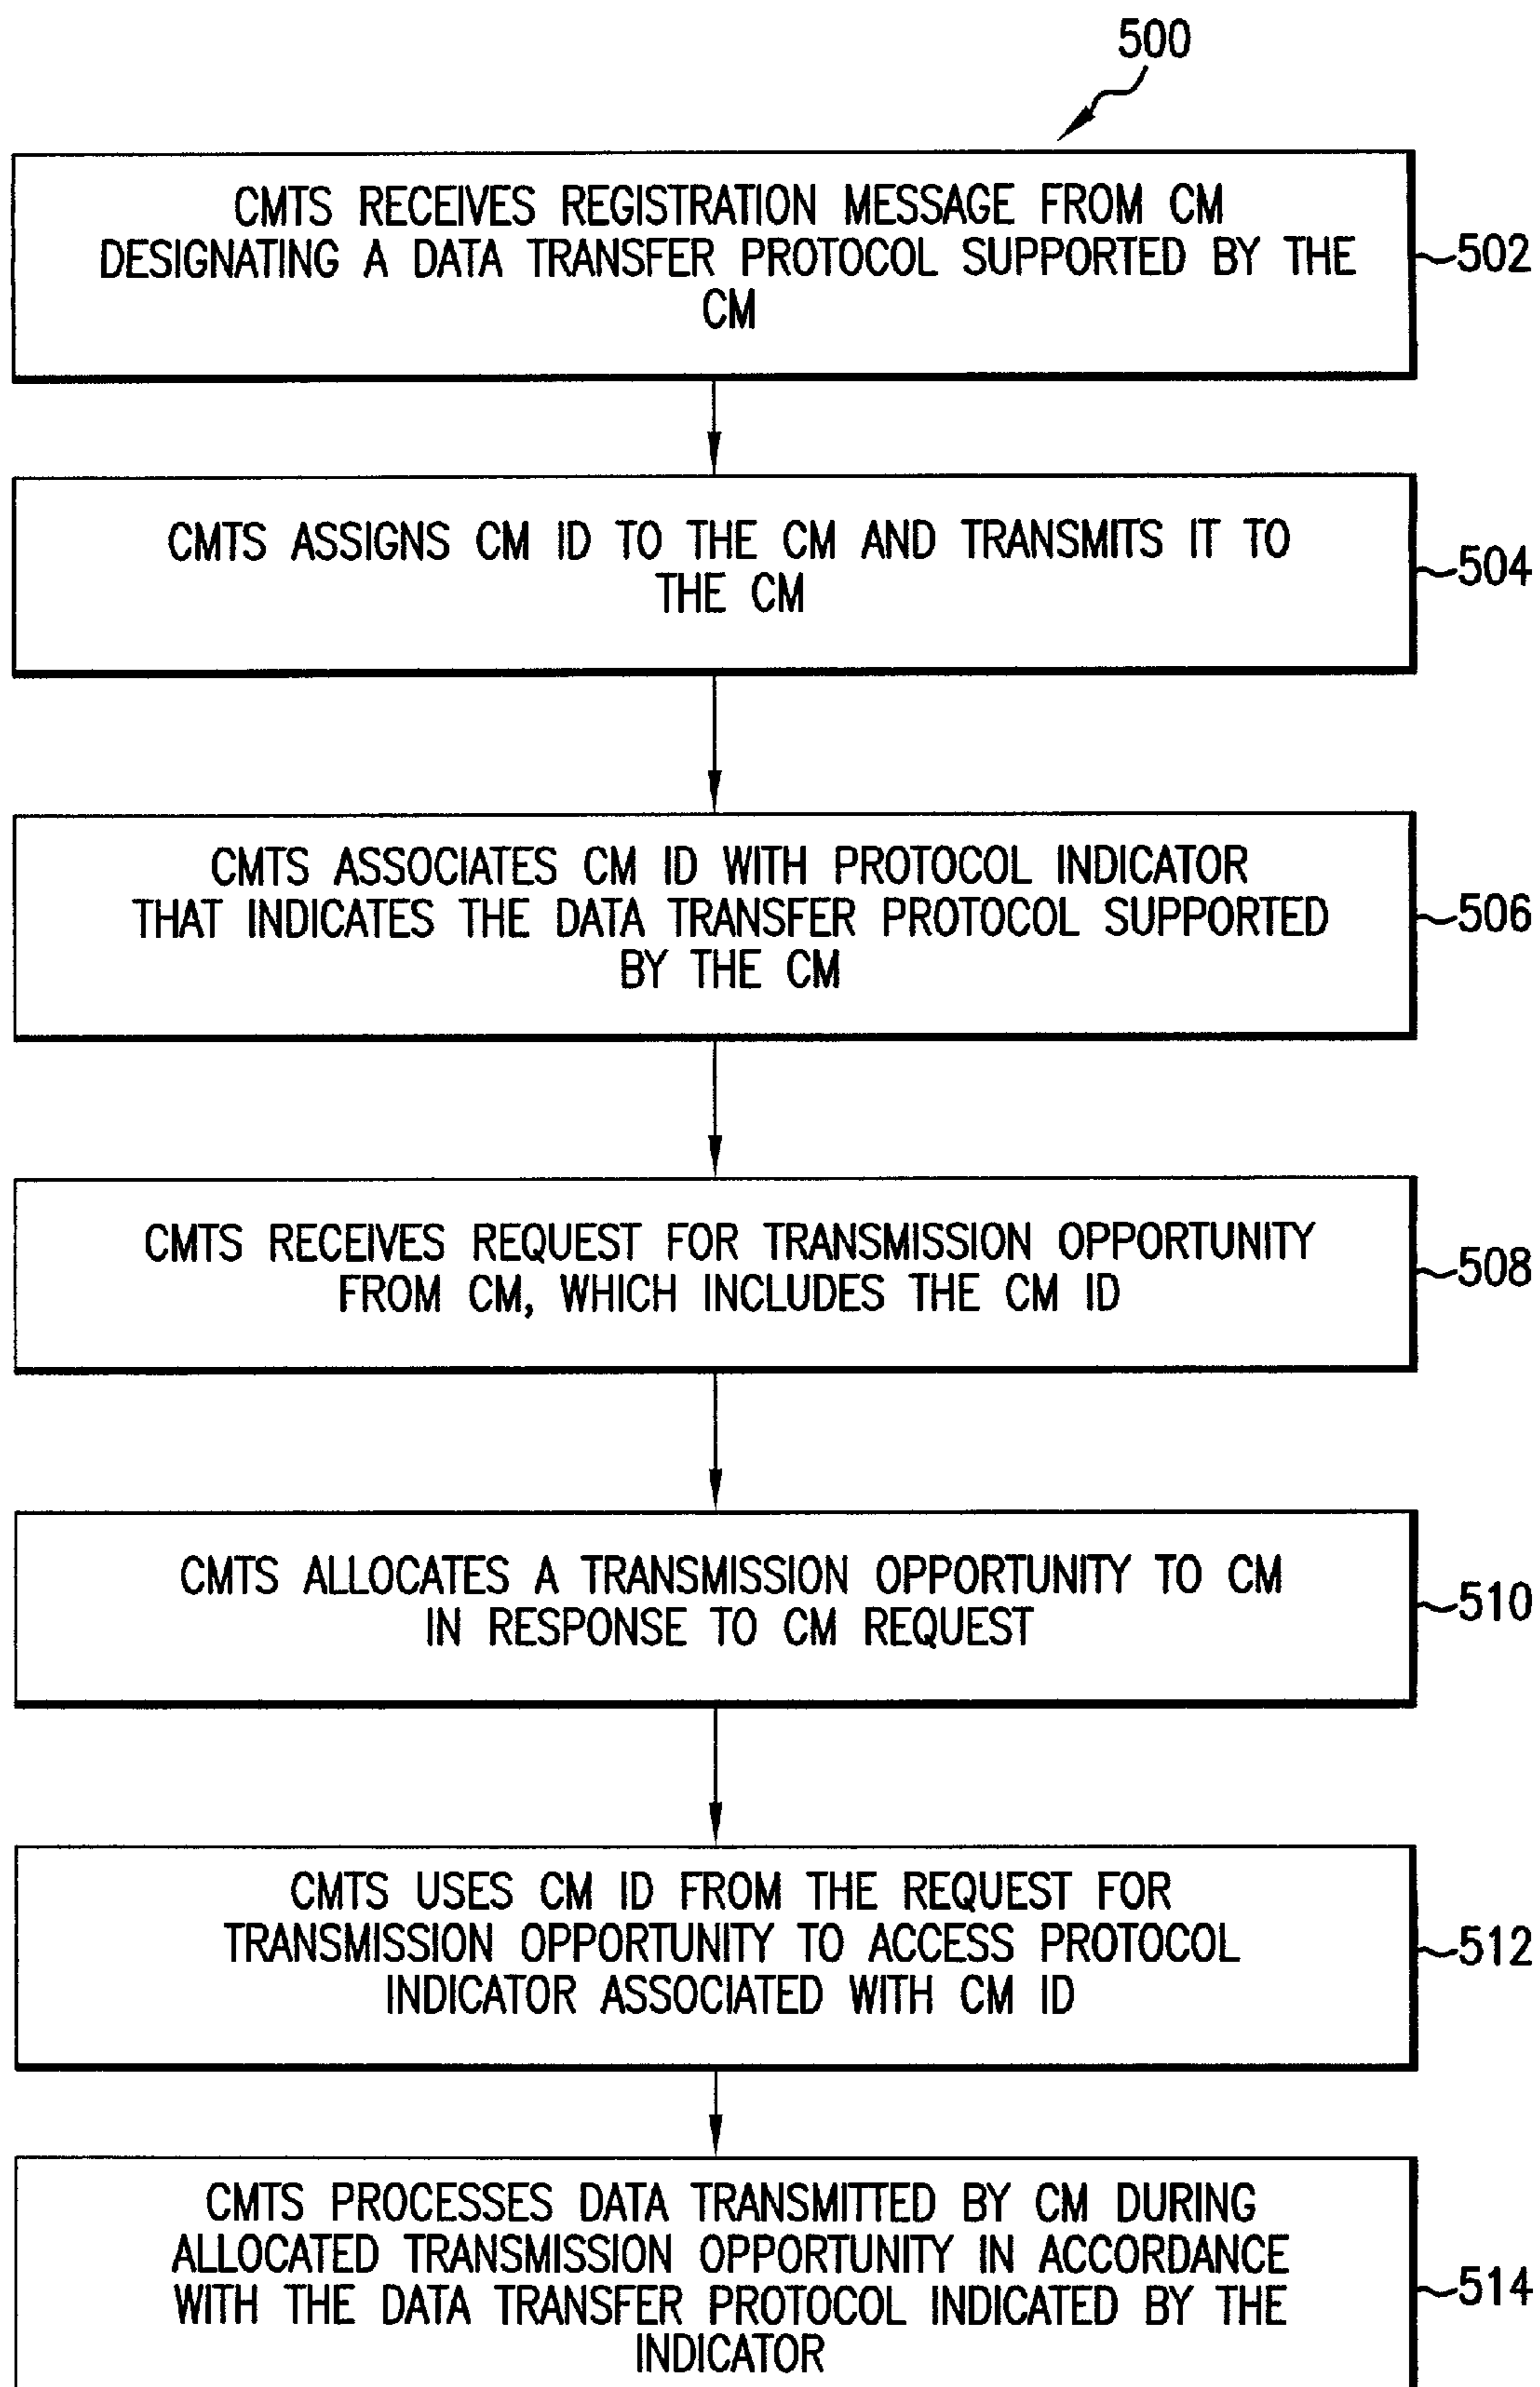 500
CMTS RECEIVES REGISTRATION MESSAGE FROM CM
DESIGNATING A DATA TRANSFER PROTOCOL SUPPORTED BY THE
CM
502
CMTS ASSIGNS CM ID TO THE CM AND TRANSMITS IT TO
THE CM
504
CMTS ASSOCIATES CM ID WITH PROTOCOL INDICATOR
THAT INDICATES THE DATA TRANSFER PROTOCOL SUPPORTED
BY THE CM
506
CMTS RECEIVES REQUEST FOR TRANSMISSION OPPORTUNITY
FROM CM, WHICH INCLUDES THE CM ID
508
CMTS ALLOCATES A TRANSMISSION OPPORTUNITY TO CM
IN RESPONSE TO CM REQUEST
510
CMTS USES CM ID FROM THE REQUEST FOR
TRANSMISSION OPPORTUNITY TO ACCESS PROTOCOL
INDICATOR ASSOCIATED WITH CM ID
512
CMTS PROCESSES DATA TRANSMITTED BY CM DURING
ALLOCATED TRANSMISSION OPPORTUNITY IN ACCORDANCE
WITH THE DATA TRANSFER PROTOCOL INDICATED BY THE
INDICATOR
514